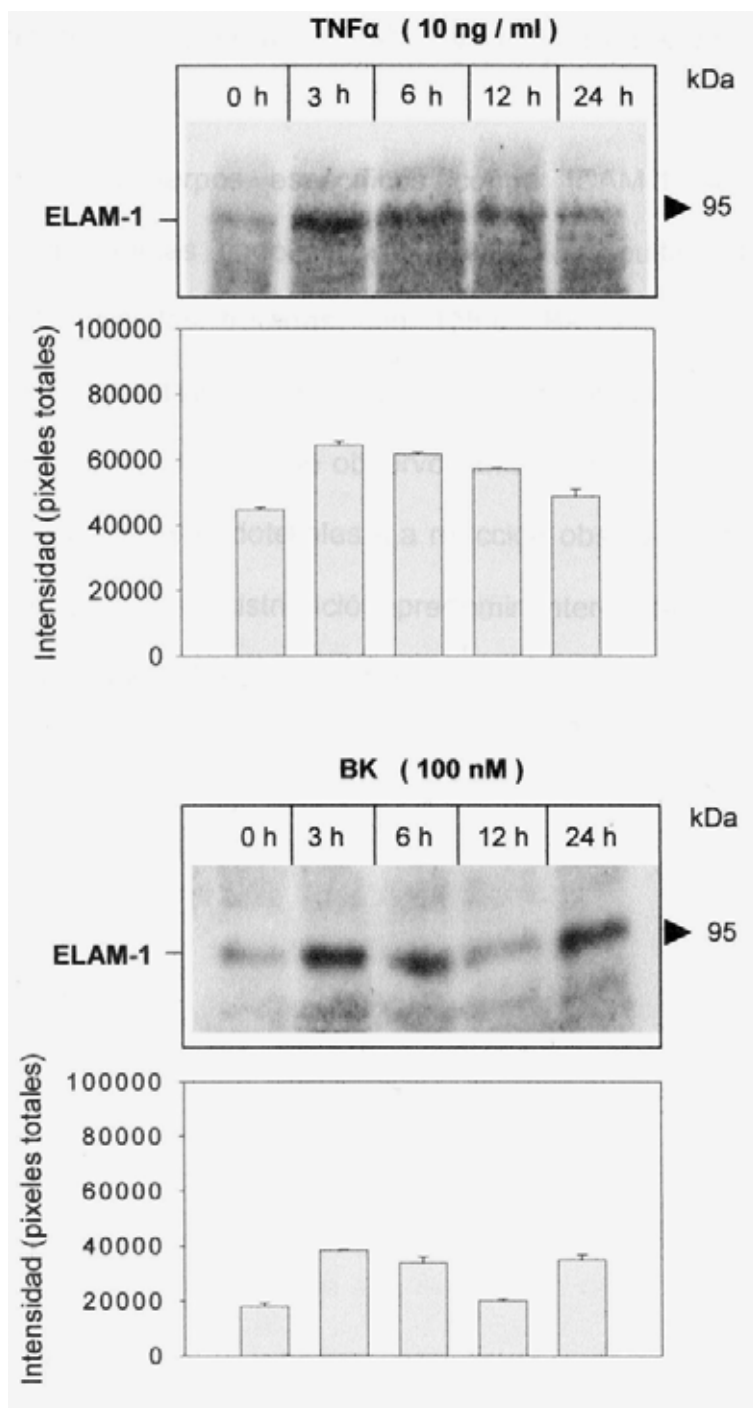 TNFα ( 10 ng / ml )
kDa
0 h 3 h 6 h 12 h 24 h
ELAM-1
95
100000
80000
60000
40000
20000
0
Intensidad (pixeles totales)
BK ( 100 nM )
kDa
0 h 3 h 6 h 12 h 24 h
ELAM-1
95
100000
80000
60000
40000
20000
0
Intensidad (pixeles totales)